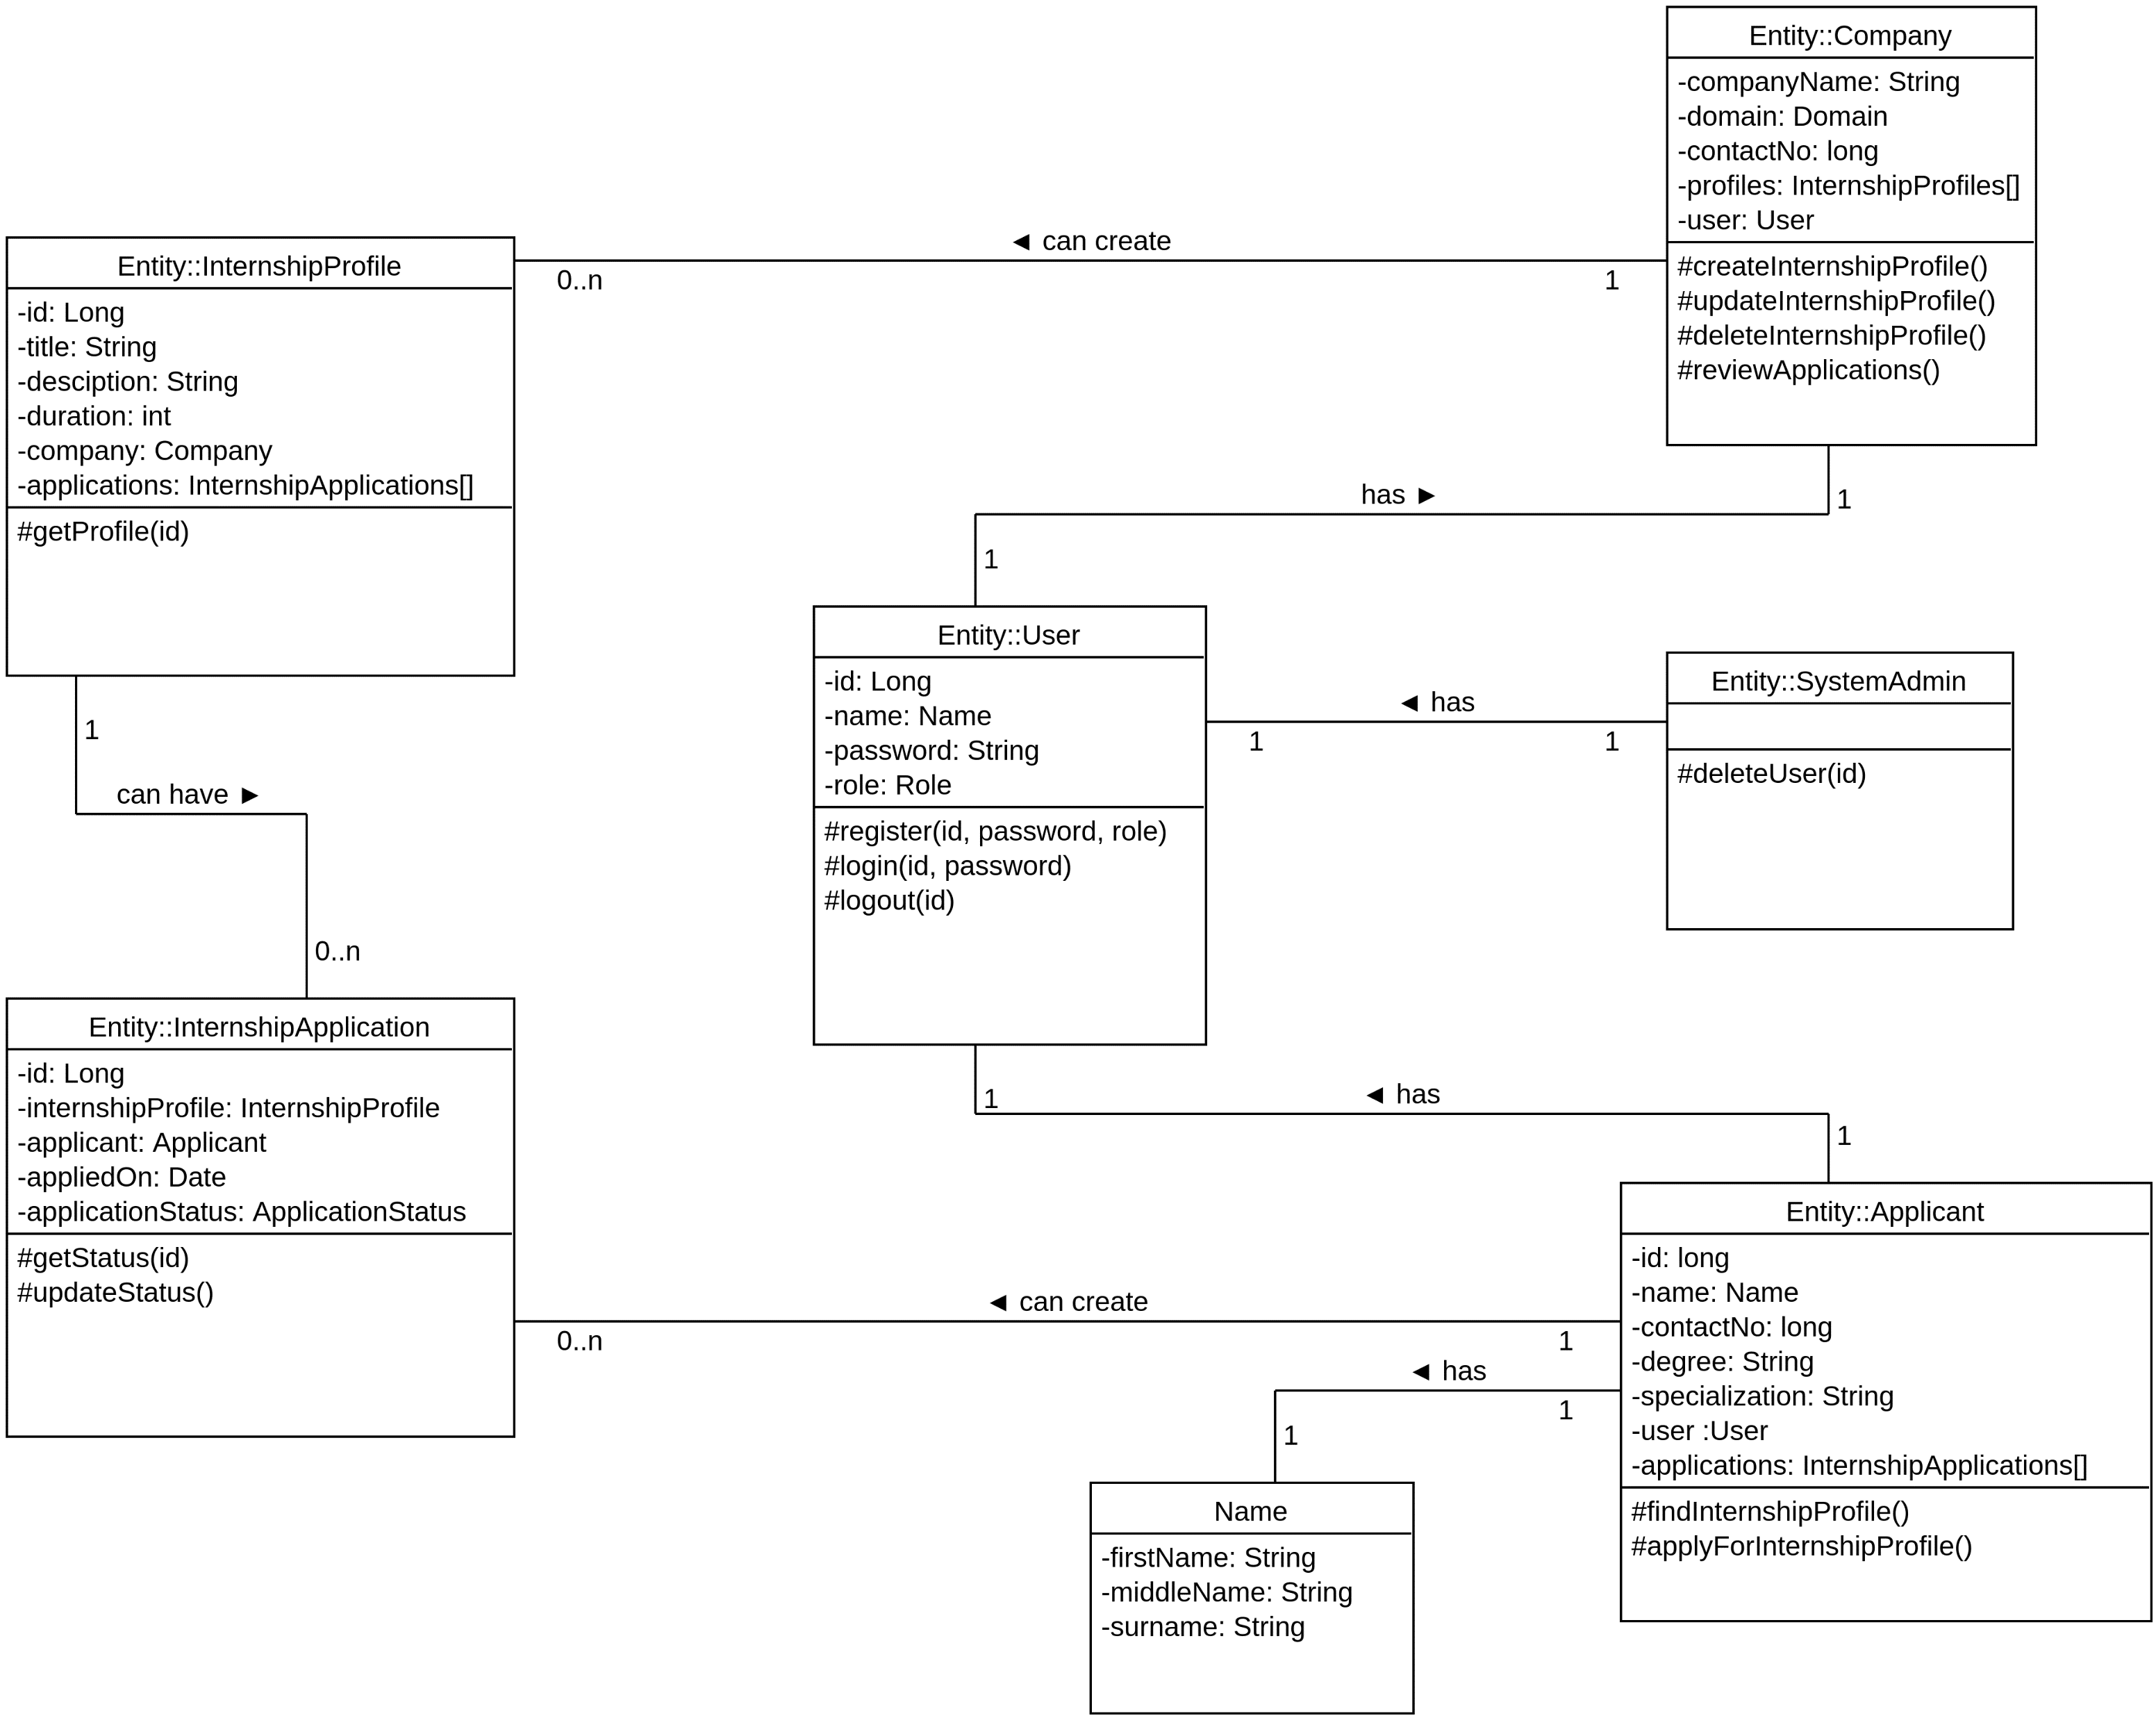 Entity::Company
-companyName: String
-domain: Domain
-contactNo: long
-profiles: InternshipProfiles[]
-user: User
#createInternshipProfile()
#updateInternshipProfile()
#deleteInternshipProfile()
#reviewApplications()
◄ can create
0..n
1
Entity::InternshipProfile
-id: Long
-title: String
-desciption: String
-duration: int
-company: Company
-applications: InternshipApplications[]
#getProfile(id)
has ►
1
1
Entity::User
-id: Long
-name: Name
-password: String
-role: Role
#register(id, password, role)
#login(id, password)
#logout(id)
◄ has
1
1
Entity::SystemAdmin
#deleteUser(id)
1
can have ►
0..n
Entity::InternshipApplication
-id: Long
-internshipProfile: InternshipProfile
-applicant: Applicant
-appliedOn: Date
-applicationStatus: ApplicationStatus
#getStatus(id)
#updateStatus()
1
◄ has
1
Entity::Applicant
-id: long
-name: Name
-contactNo: long
-degree: String
-specialization: String
-user :User
-applications: InternshipApplications[]
#findInternshipProfile()
#applyForInternshipProfile()
◄ can create
0..n
1
◄ has
1
1
Name
-firstName: String
-middleName: String
-surname: String